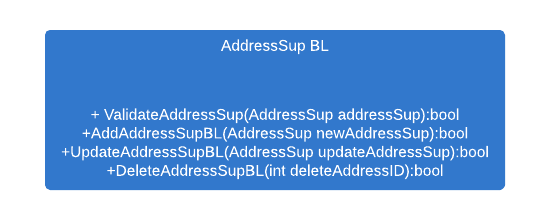 AddressSup BL
+ ValidateAddressSup(AddressSup addressSup):bool
+AddAddressSupBL(AddressSup newAddressSup):bool
+UpdateAddressSupBL(AddressSup updateAddressSup):bool
+DeleteAddressSupBL(int deleteAddressID):bool